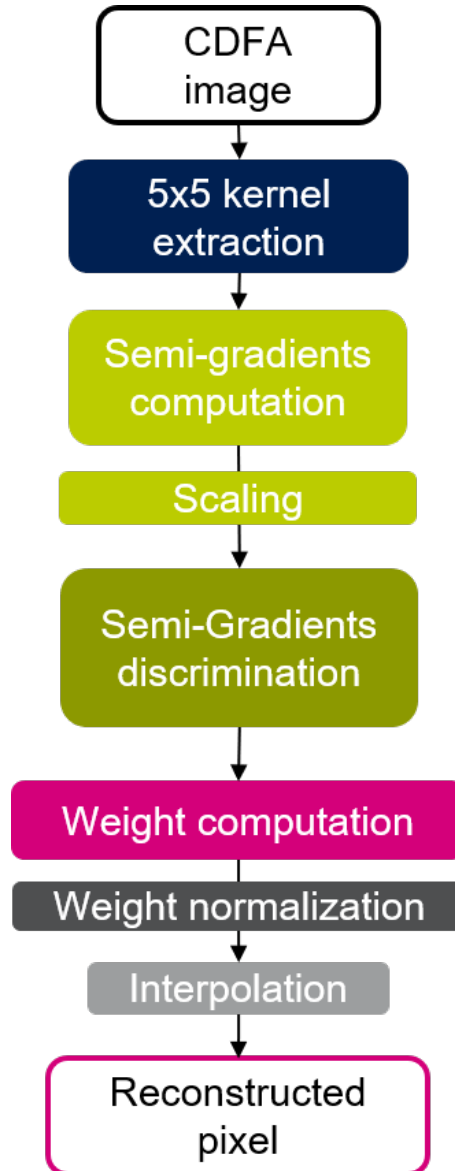 CDFA
image
5x5 kernel
extraction
Semi-gradients
computation
Scaling
Semi-Gradients
discrimination
Weight computation
Weight normalization
Interpolation
Reconstructed
pixel